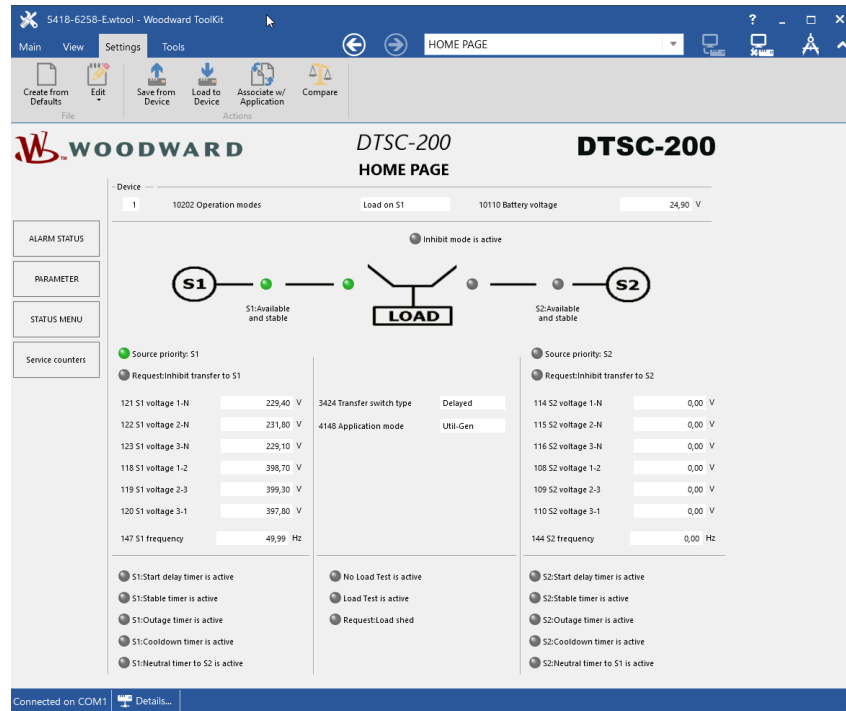 5418-6258-E.wtool - Woodward ToolKit
?
Main View Settings Tools
HOME PAGE
Create from Defaults
Edit
Save from Device
Load to Device
Associate w/ Application
Compare
File
Actions
WOODWARD
DTSC-200
HOME PAGE
DTSC-200
Device
1 10202 Operation modes Load on S1 10110 Battery voltage 24,90 V
ALARM STATUS
PARAMETER
STATUS MENU
Service counters
Inhibit mode is active
S1
S2
LOAD
S1:Available
and stable
S2:Available
and stable
Source priority: S1
Request:Inhibit transfer to S1
121 S1 voltage 1-N 229,40 V
122 S1 voltage 2-N 231,80 V
123 S1 voltage 3-N 229,10 V
118 S1 voltage 1-2 398,70 V
119 S1 voltage 2-3 399,30 V
120 S1 voltage 3-1 397,80 V
147 S1 frequency 49,99 Hz
3424 Transfer switch type Delayed
4148 Application mode Util-Gen
Source priority: S2
Request:Inhibit transfer to S2
114 S2 voltage 1-N 0,00 V
115 S2 voltage 2-N 0,00 V
116 S2 voltage 3-N 0,00 V
108 S2 voltage 1-2 0,00 V
109 S2 voltage 2-3 0,00 V
110 S2 voltage 3-1 0,00 V
144 S2 frequency 0,00 Hz
S1:Start delay timer is active
S1:Stable timer is active
S1:Outage timer is active
S1:Cooldown timer is active
S1:Neutral timer to S2 is active
No Load Test is active
Load Test is active
Request:Load shed
S2:Start delay timer is active
S2:Stable timer is active
S2:Outage timer is active
S2:Cooldown timer is active
S2:Neutral timer to S1 is active
Connected on COM1 Details...